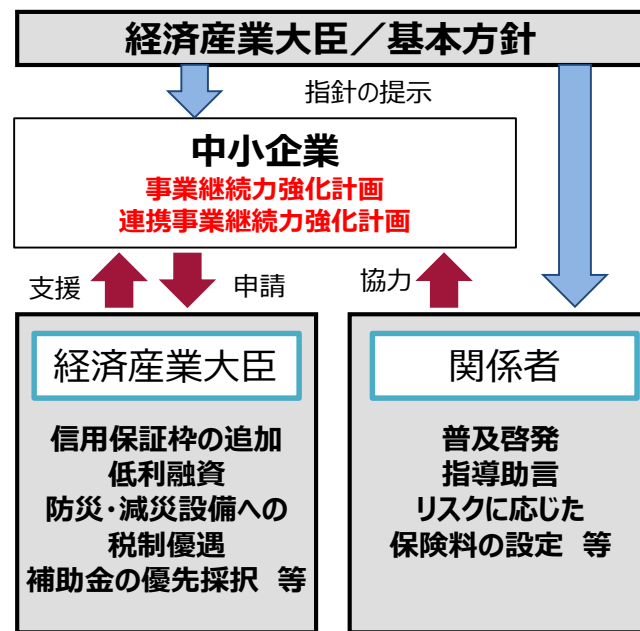 経済産業大臣／基本方針
指針の提示
中小企業
事業継続力強化計画
連携事業継続力強化計画
支援
申請
協力
経済産業大臣
信用保証枠の追加
低利融資
防災・減災設備への
税制優遇
補助金の優先採択 等
関係者
普及啓発
指導助言
リスクに応じた
保険料の設定 等